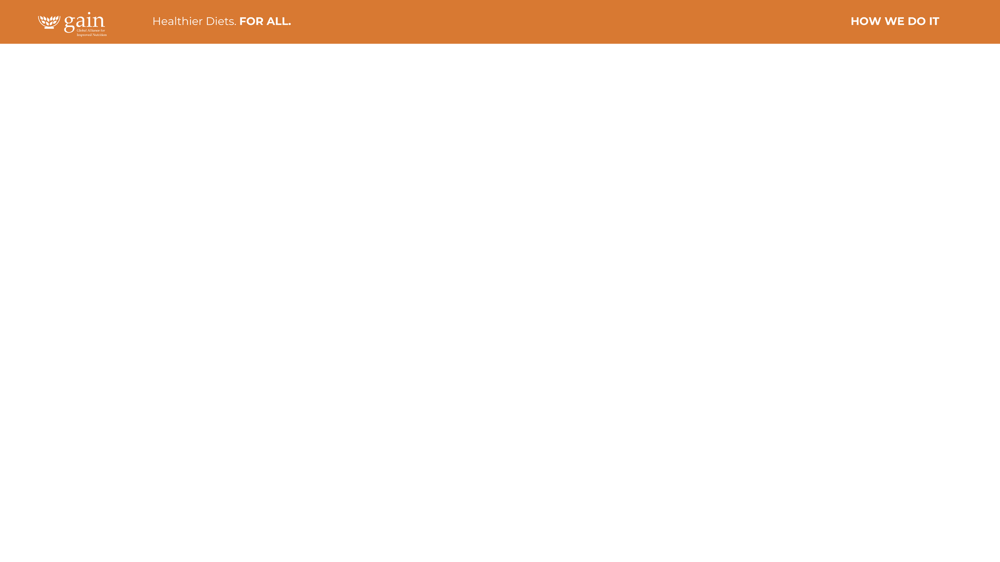 gain
Global Alliance for
Improved Nutrition
Healthier Diets. FOR ALL.
HOW WE DO IT